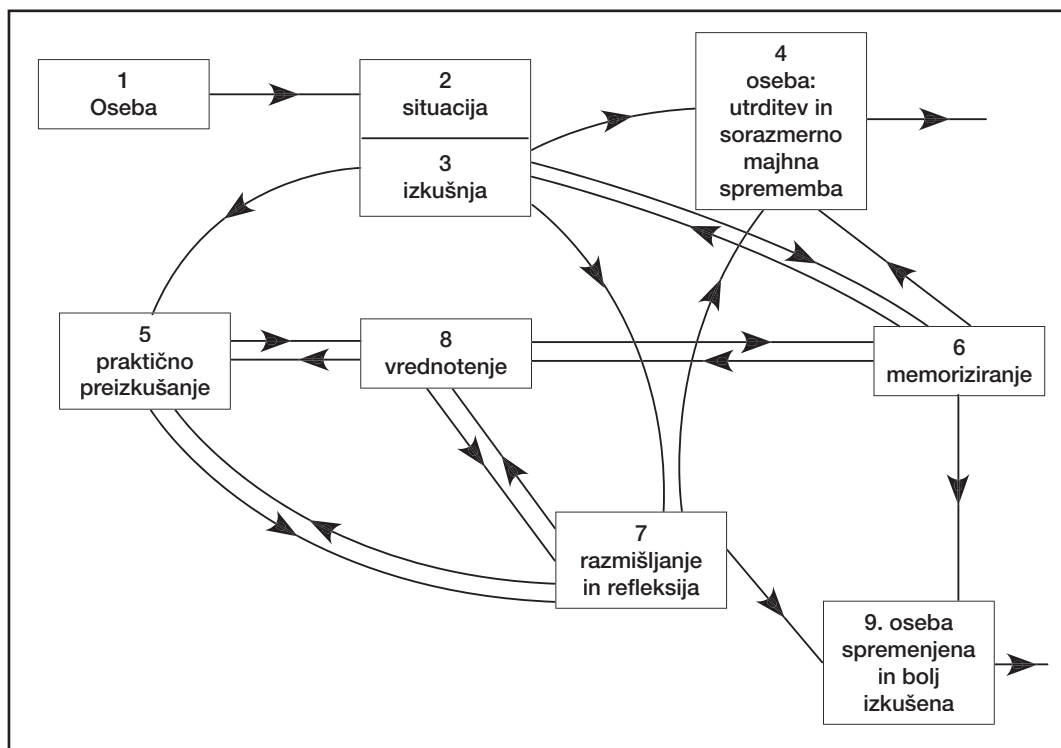 1
Oseba
2
situacija
3
izkušnja
4
oseba:
utrditev in
sorazmerno
majhna
sprememba
5
praktično
preizkušanje
8
vrednotenje
6
memoriziranje
7
razmišljanje
in refleksija
9. oseba
spremenjena
in bolj
izkušena